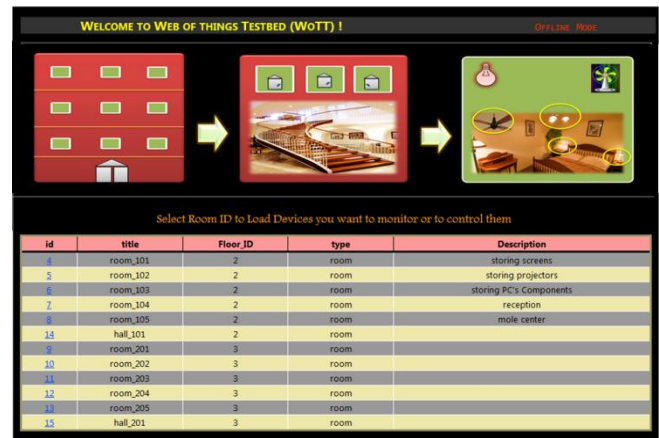 WELCOME TO WEB OF THINGS TESTBED (WOTT) !
OFFLINE MODE
Select Room ID to Load Devices you want to monitor or to control them
id title Floor_ID type Description
4 room_101 2 room storing screens
5 room_102 2 room storing projectors
6 room_103 2 room storing PC's Components
7 room_104 2 room reception
8 room_105 2 room mole center
14 hall_101 2 room
9 room_201 3 room
10 room_202 3 room
11 room_203 3 room
12 room_204 3 room
13 room_205 3 room
15 hall_201 3 room